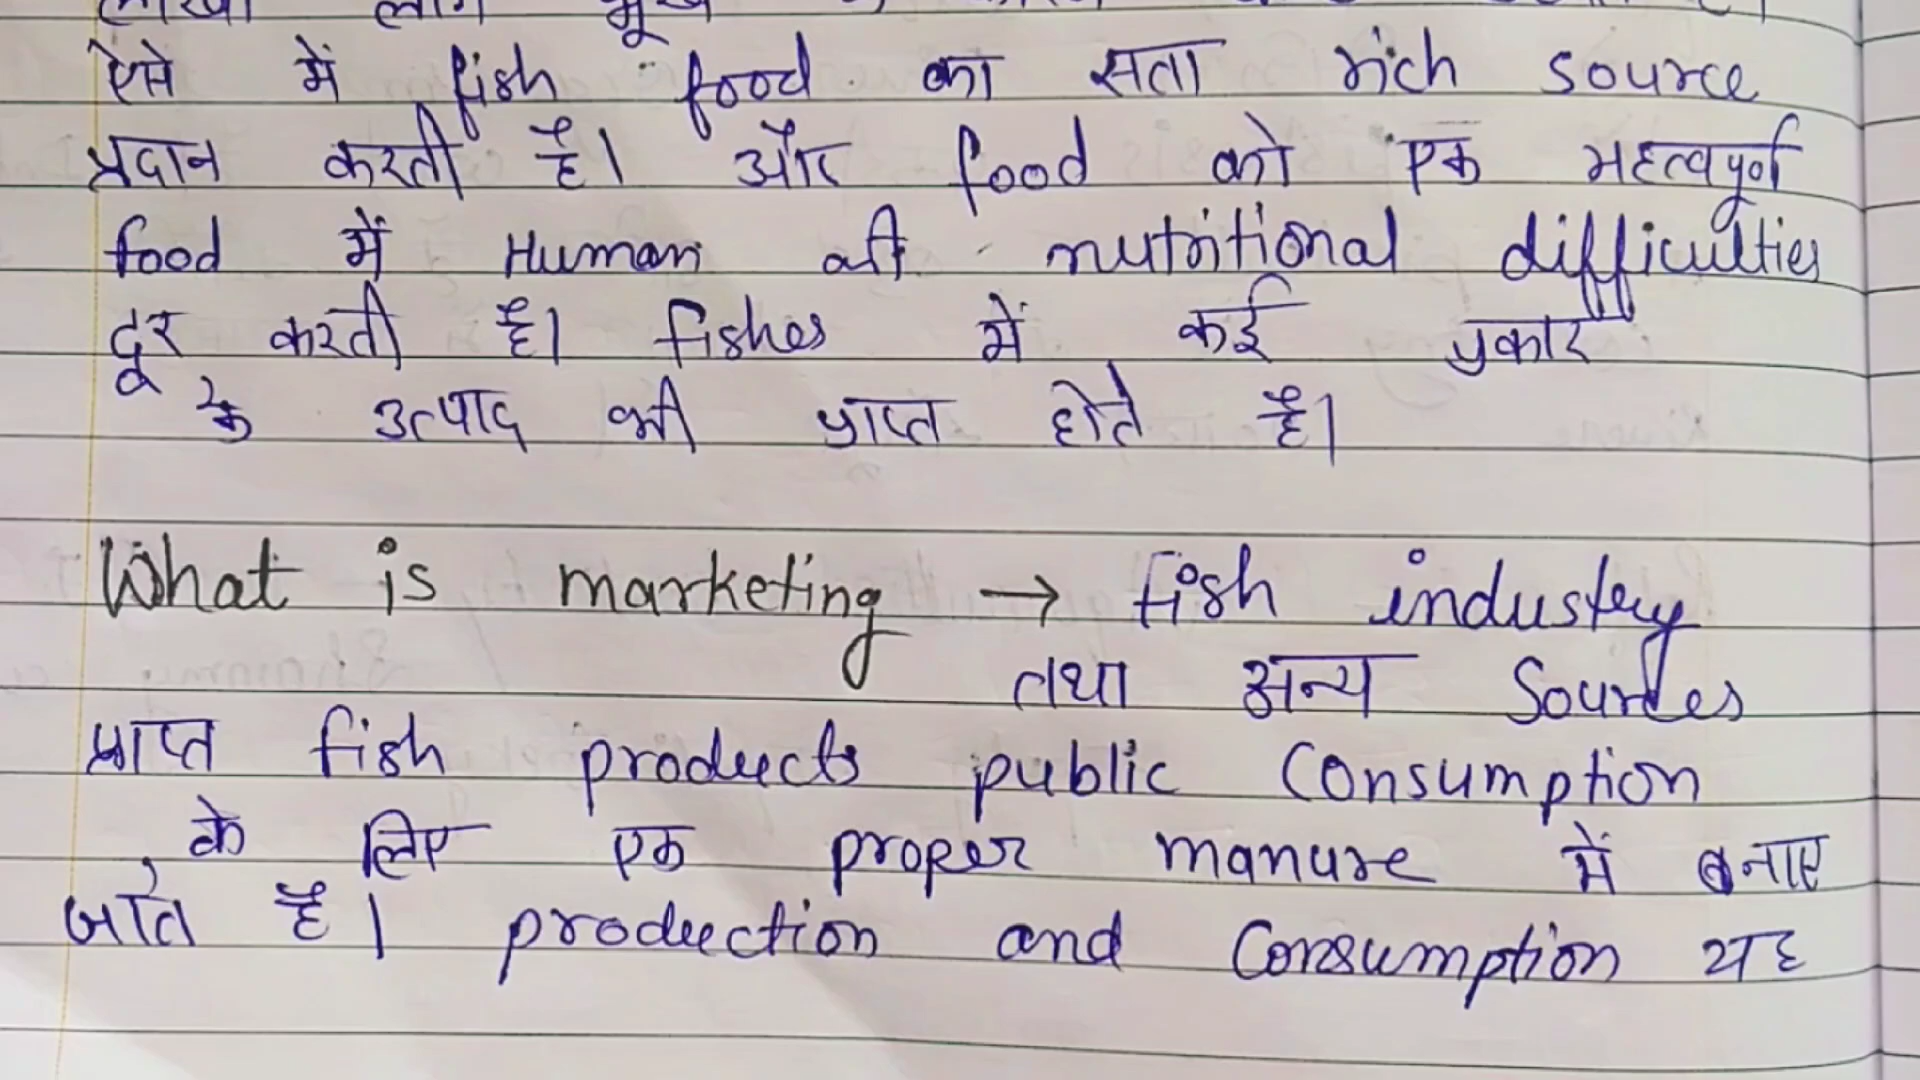 लाखो लोग भूख
ऐसे में fish food का सता rich source
प्रदान करती है। और food को एक महत्वपूर्ण
food में Human की nutritional difficulties
दूर करती है। fishes में कई प्रकार
के उत्पाद भी प्राप्त होते है।
What is marketing → fish industry
तथा अन्य Sources
प्राप्त fish products public Consumption
के लिए एक proper manure में बनाए
जाते है। production and Consumption यह